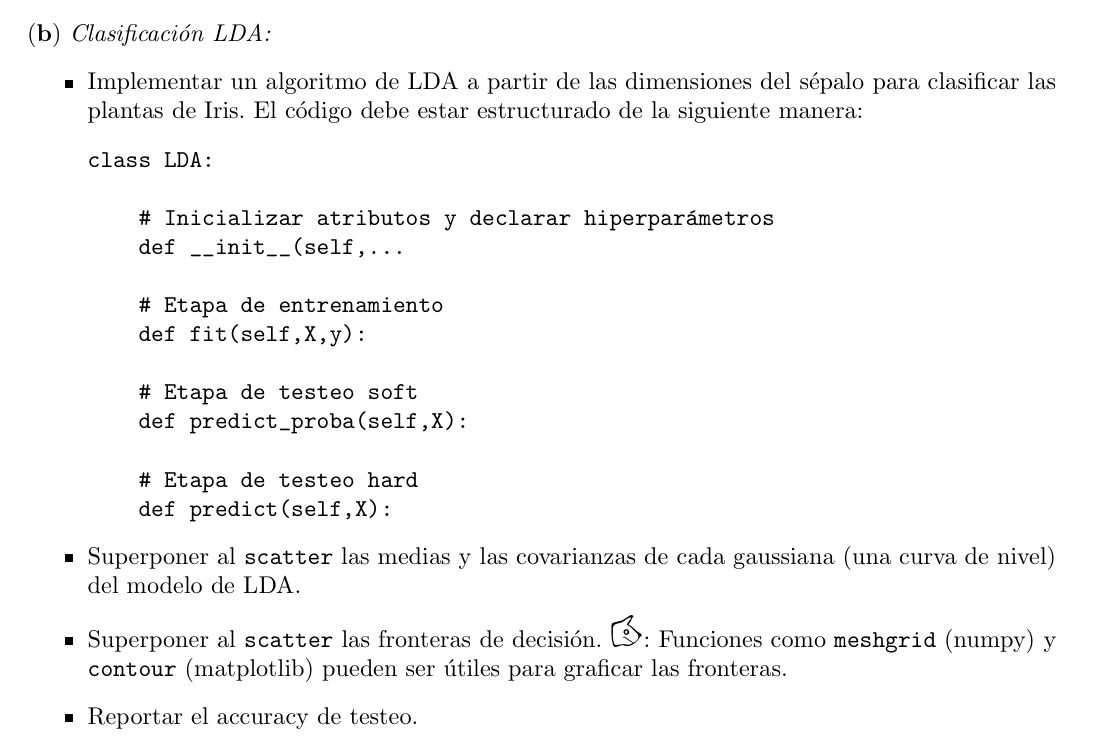 (b) Clasificación LDA:
▪ Implementar un algoritmo de LDA a partir de las dimensiones del sépalo para clasificar las
plantas de Iris. El código debe estar estructurado de la siguiente manera:
class LDA:
# Inicializar atributos y declarar hiperparámetros
def __init__(self,...
# Etapa de entrenamiento
def fit(self,X,y):
# Etapa de testeo soft
def predict_proba(self,X):
# Etapa de testeo hard
def predict(self,X):
▪ Superponer al scatter las medias y las covarianzas de cada gaussiana (una curva de nivel)
del modelo de LDA.
▪ Superponer al scatter las fronteras de decisión. : Funciones como meshgrid (numpy) y
contour (matplotlib) pueden ser útiles para graficar las fronteras.
▪ Reportar el accuracy de testeo.